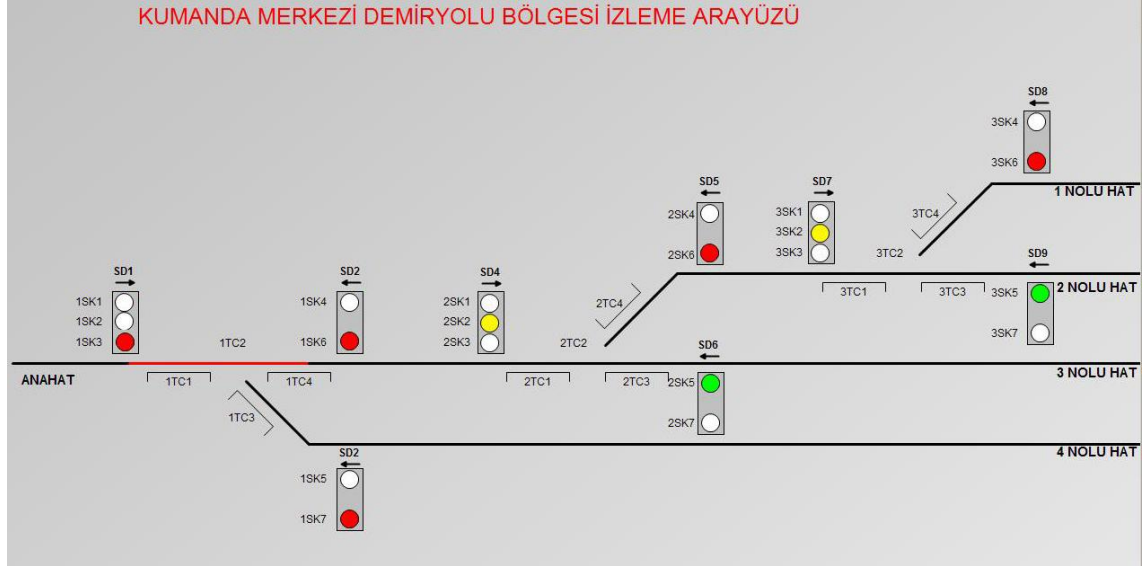 KUMANDA MERKEZİ DEMİRYOLU BÖLGESİ İZLEME ARAYÜZÜ
SD8
3SK4
3SK6
1 NOLU HAT
SD5
2SK4
2SK6
SD7
3SK1
3SK2
3SK3
3TC4
3TC2
SD9
3SK5
3SK7
2 NOLU HAT
3TC1
3TC3
SD1
1SK1
1SK2
1SK3
1TC2
SD2
1SK4
1SK6
SD4
2SK1
2SK2
2SK3
2TC4
2TC2
SD6
2SK5
2SK7
3 NOLU HAT
ANAHAT
1TC1
1TC4
2TC1
2TC3
1TC3
4 NOLU HAT
SD2
1SK5
1SK7